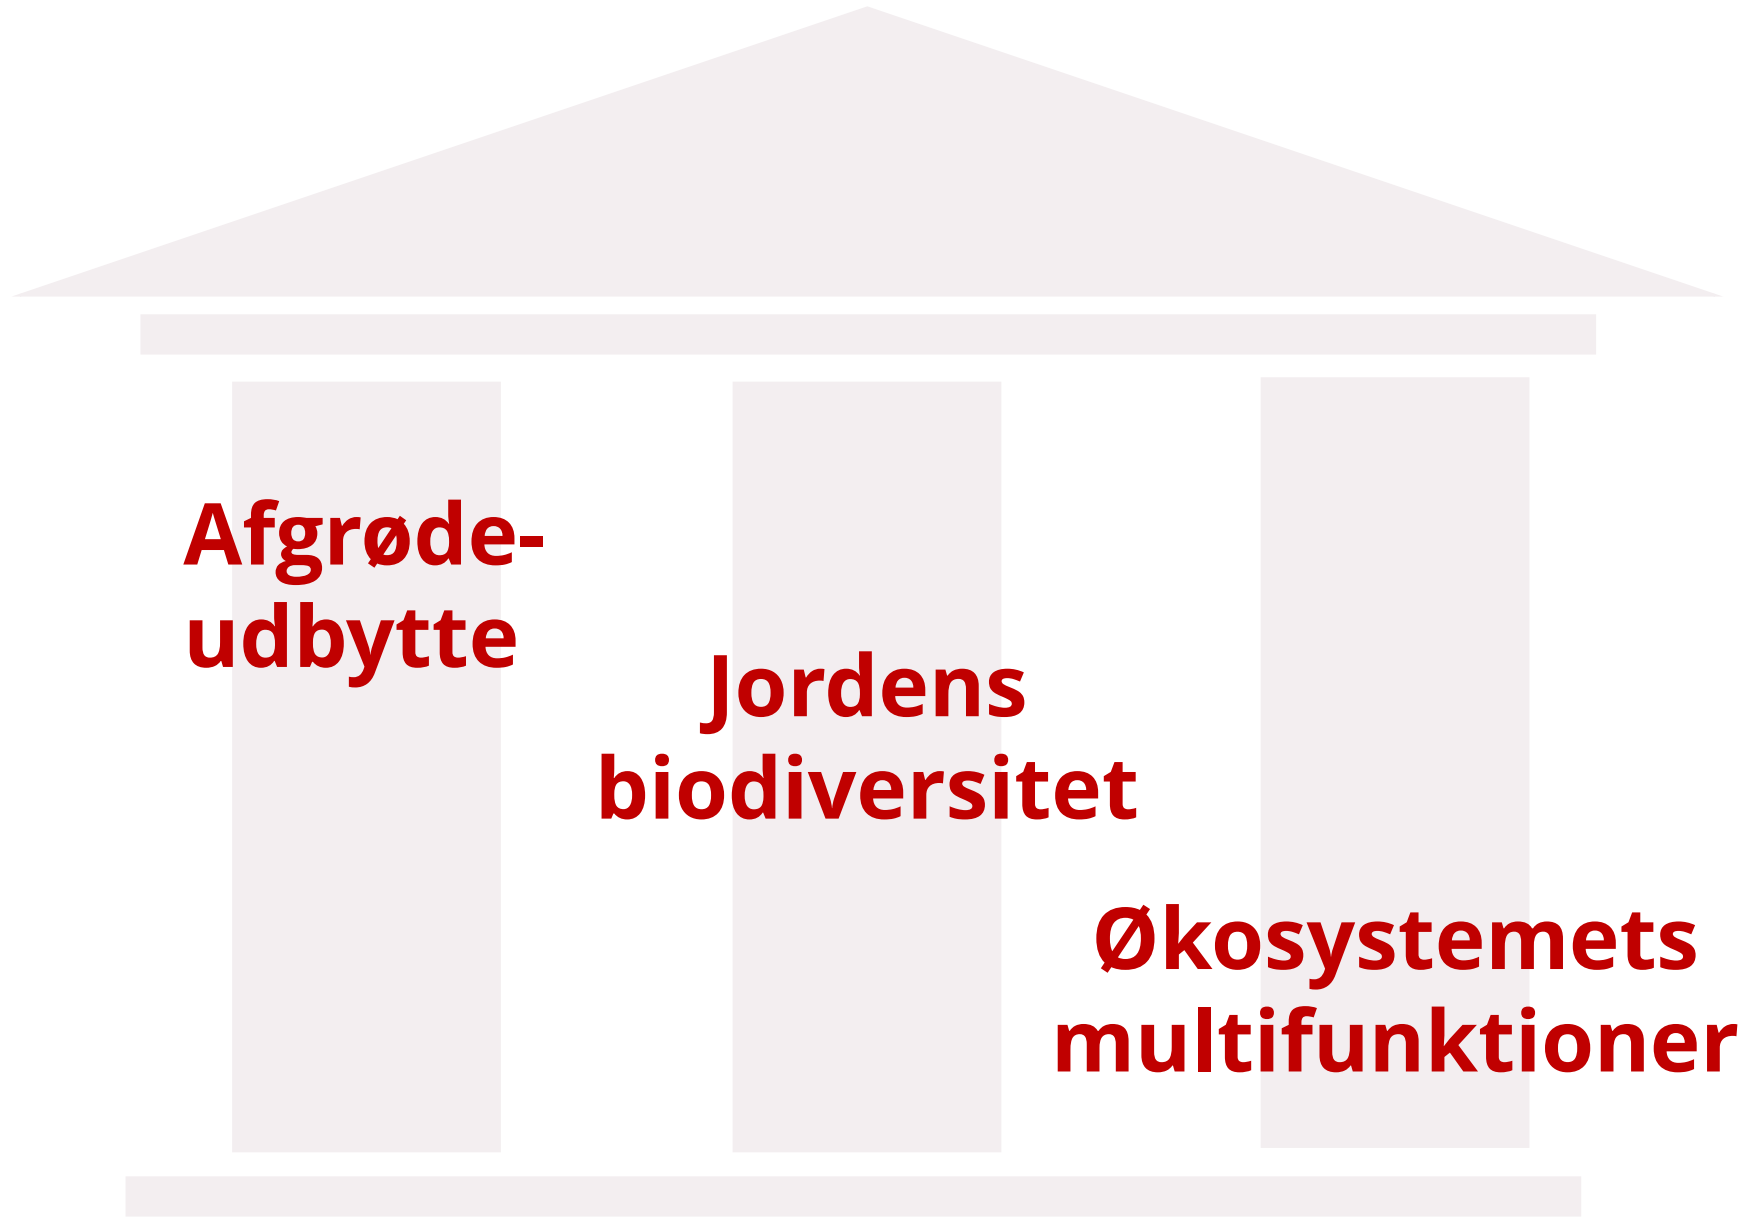 Afgrøde-
udbytte
Jordens
biodiversitet
Økosystemets
multifunktioner